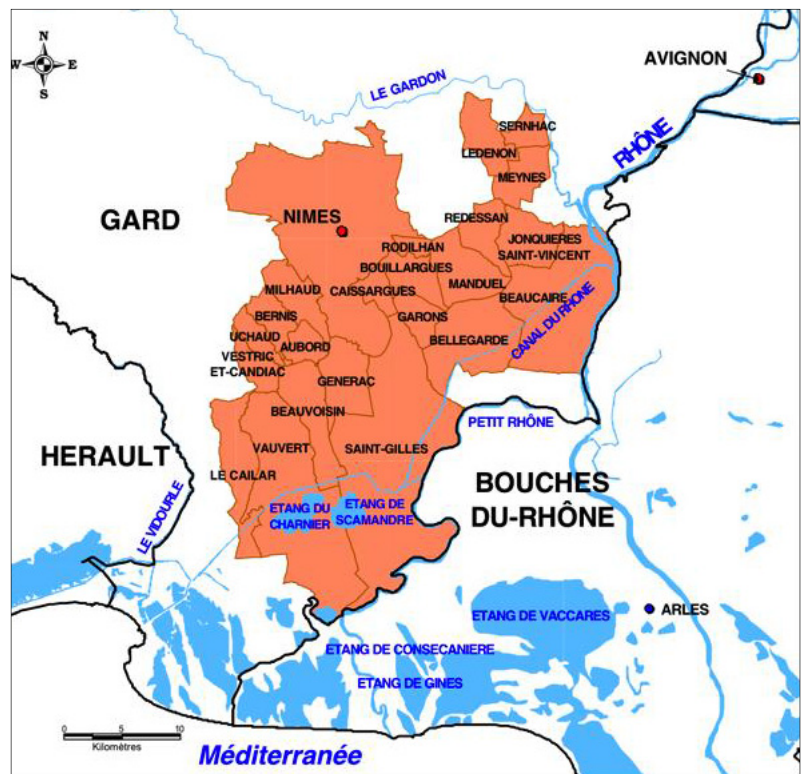 N
W E
S
AVIGNON
LE GARDON
RHÔNE
SERNHAC
LEDENON
MEYNES
GARD
NIMES
REDESSAN
RODILHAN
JONQUIERES
SAINT-VINCENT
BOUILLARGUES
MILHAUD
CAISSARGUES
MANDUEL
BEAUCAIRE
BERNIS
GARONS
CANAL DU RHONE
UCHAUD
AUBORD
BELLEGARDE
VESTRIC
ET-CANDIAC
GENERAC
BEAUVOISIN
PETIT RHÔNE
HERAULT
VAUVERT
SAINT-GILLES
LE CAILAR
BOUCHES
DU-RHÔNE
LE VIDOURLE
ETANG DU
CHARNIER
ETANG DE
SCAMANDRE
ETANG DE VACCARES
ARLES
ETANG DE CONSECANIERE
ETANG DE GINES
0 5 10
Kilomètres
Méditerranée